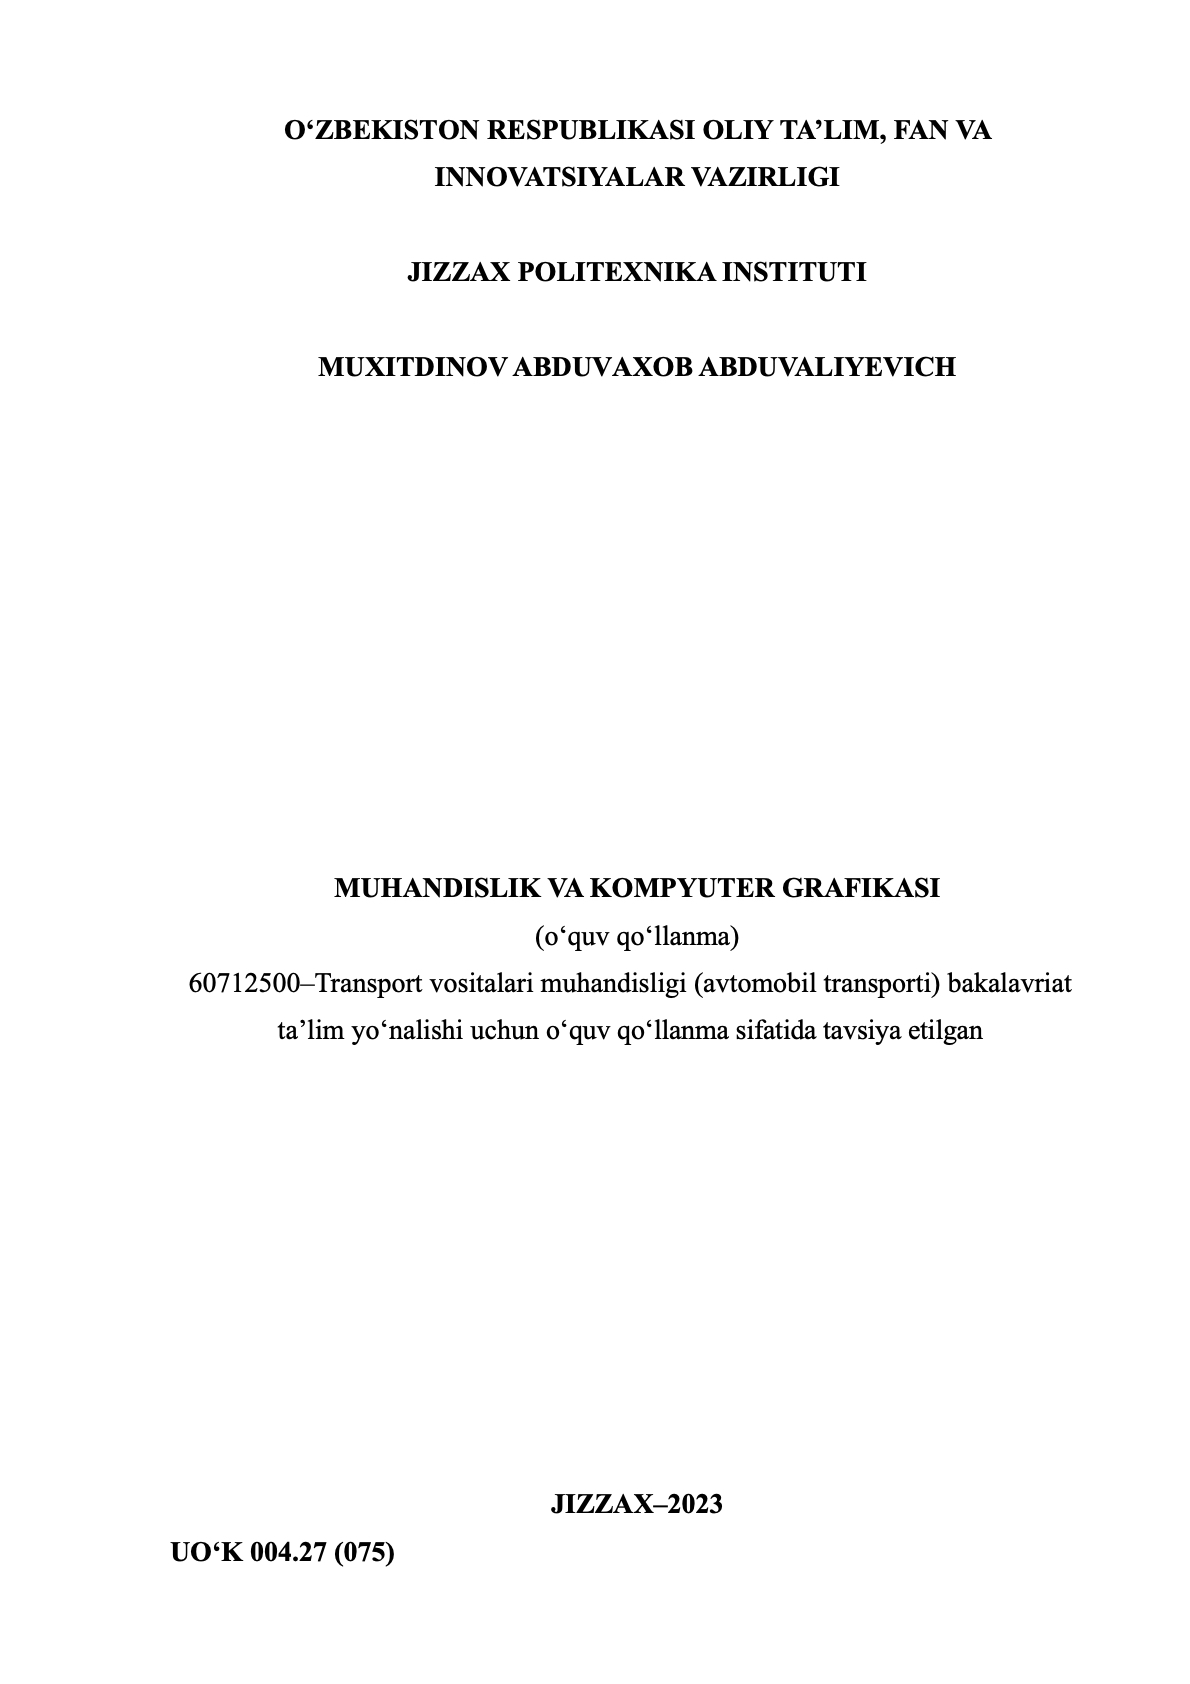 O‘ZBEKISTON RESPUBLIKASI OLIY TA’LIM, FAN VA
INNOVATSIYALAR VAZIRLIGI
JIZZAX POLITEXNIKA INSTITUTI
MUXITDINOV ABDUVAXOB ABDUVALIYEVICH
MUHANDISLIK VA KOMPYUTER GRAFIKASI
(o‘quv qo‘llanma)
60712500–Transport vositalari muhandisligi (avtomobil transporti) bakalavriat
ta’lim yo‘nalishi uchun o‘quv qo‘llanma sifatida tavsiya etilgan
JIZZAX–2023
UO‘K 004.27 (075)